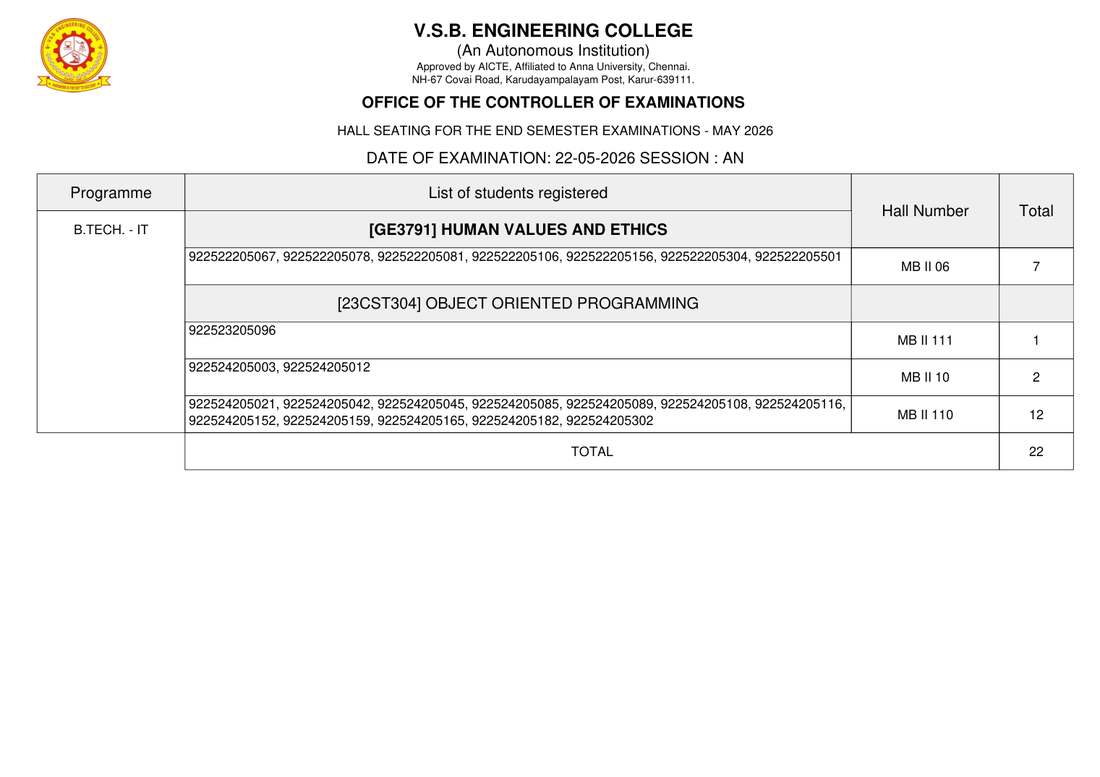 V.S.B. ENGINEERING COLLEGE
(An Autonomous Institution)
Approved by AICTE, Affiliated to Anna University, Chennai.
NH-67 Covai Road, Karudayampalayam Post, Karur-639111.
OFFICE OF THE CONTROLLER OF EXAMINATIONS
HALL SEATING FOR THE END SEMESTER EXAMINATIONS - MAY 2026
DATE OF EXAMINATION: 22-05-2026 SESSION : AN
Programme List of students registered Hall Number Total
B.TECH. - IT [GE3791] HUMAN VALUES AND ETHICS
922522205067, 922522205078, 922522205081, 922522205106, 922522205156, 922522205304, 922522205501 MB II 06 7
[23CST304] OBJECT ORIENTED PROGRAMMING
922523205096 MB II 111 1
922524205003, 922524205012 MB II 10 2
922524205021, 922524205042, 922524205045, 922524205085, 922524205089, 922524205108, 922524205116, MB II 110 12
922524205152, 922524205159, 922524205165, 922524205182, 922524205302
TOTAL 22